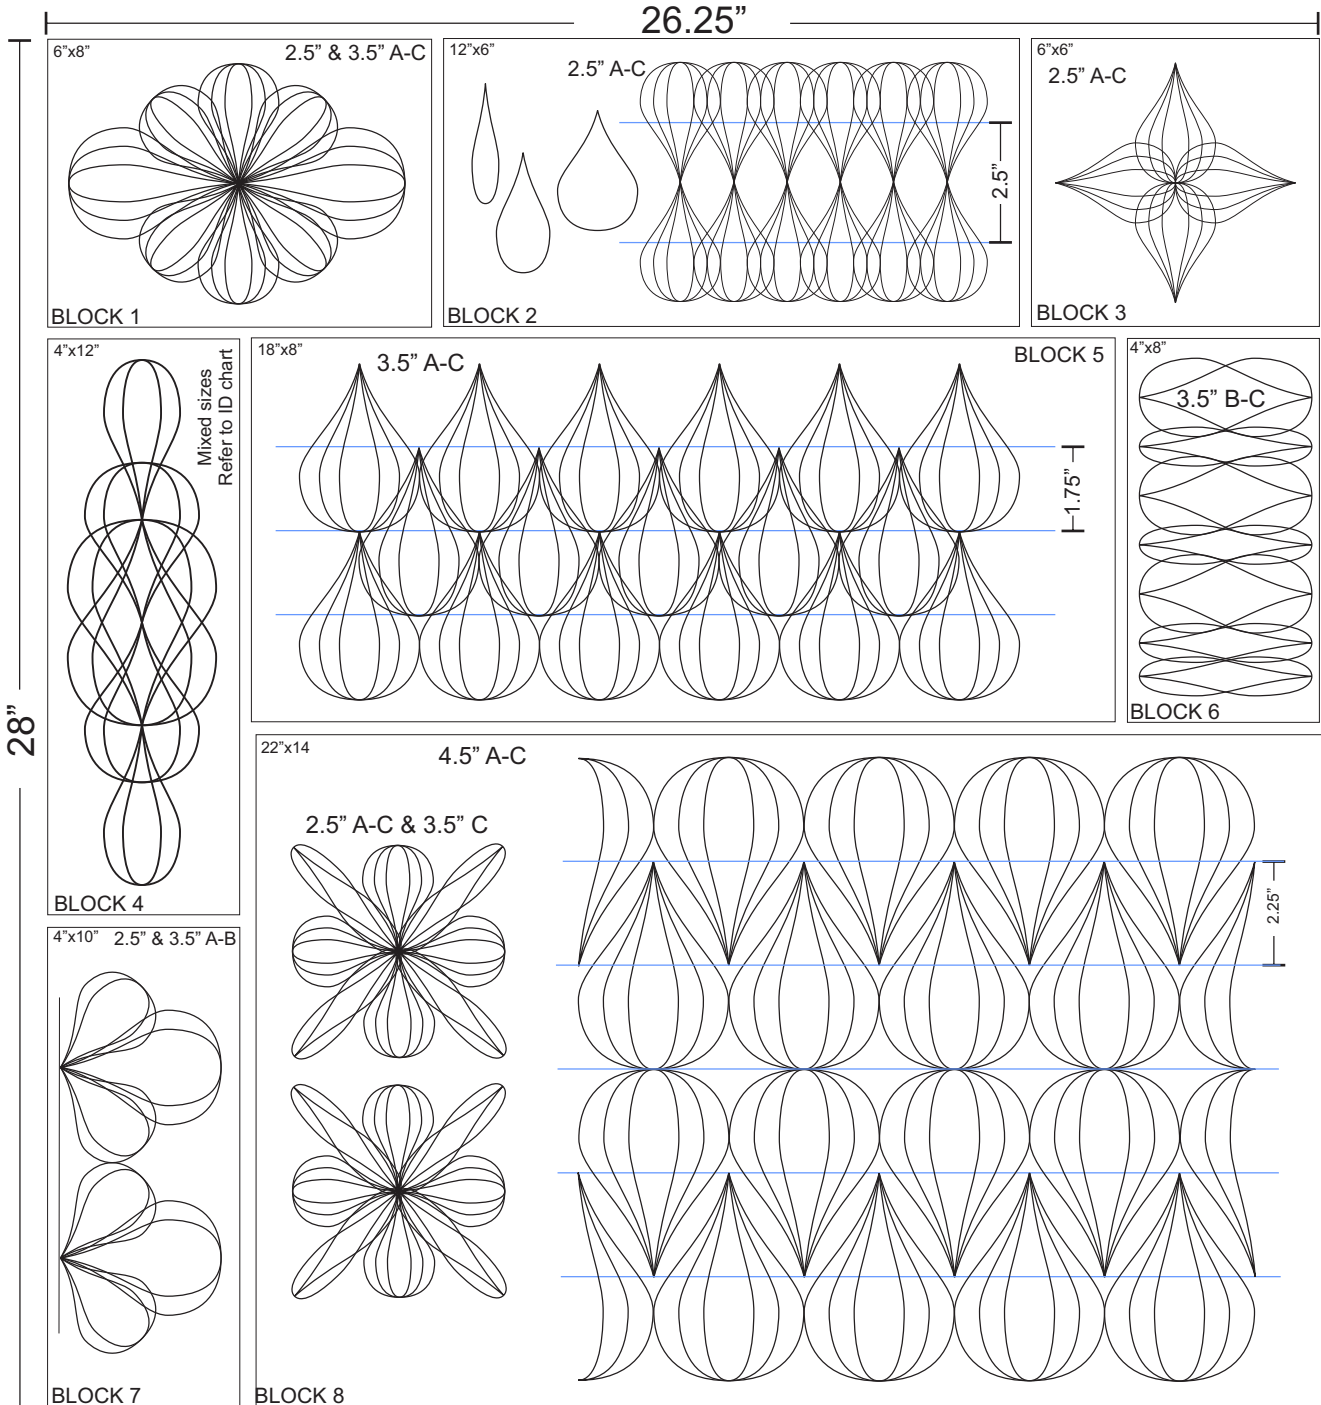 26.25”
28”
6”x8”
2.5” & 3.5” A-C
BLOCK 1
12”x6”
2.5” A-C
2.5”
BLOCK 2
6”x6”
2.5” A-C
BLOCK 3
4”x12”
Mixed sizes
Refer to ID chart
BLOCK 4
18”x8”
3.5” A-C
BLOCK 5
1.75”
4”x8”
3.5” B-C
BLOCK 6
4”x10”
2.5” & 3.5” A-B
BLOCK 7
22”x14
4.5” A-C
2.5” A-C & 3.5” C
2.25”
BLOCK 8